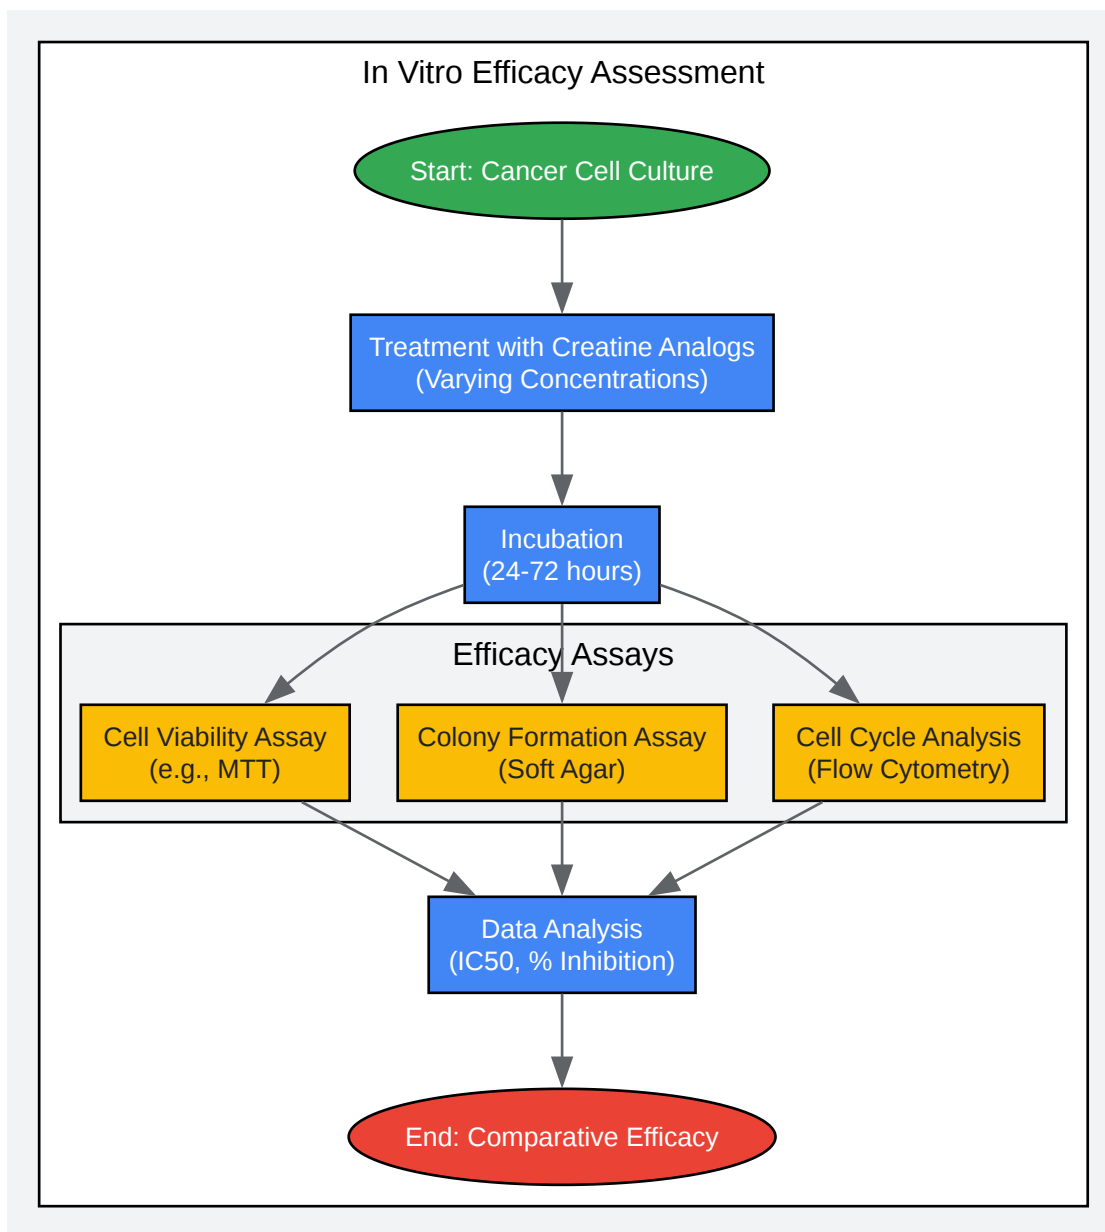 In Vitro Efficacy Assessment
Start: Cancer Cell Culture
Treatment with Creatine Analogs
(Varying Concentrations)
Incubation
(24-72 hours)
Efficacy Assays
Cell Viability Assay
(e.g., MTT)
Colony Formation Assay
(Soft Agar)
Cell Cycle Analysis
(Flow Cytometry)
Data Analysis
(IC50, % Inhibition)
End: Comparative Efficacy